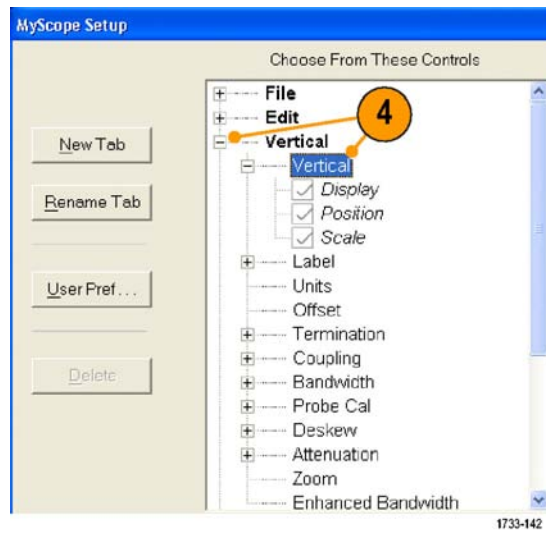 MyScope Setup
Choose From These Controls
File
Edit
4
Vertical
New Tab
Vertical
Display
Rename Tab
Position
Scale
Label
User Pref...
Units
Offset
Termination
Coupling
Delete
Bandwidth
Probe Cal
Deskew
Attenuation
Zoom
Enhanced Bandwidth
1733-142